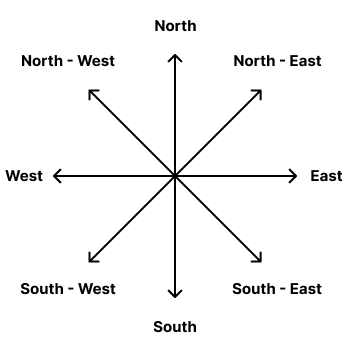 North
North - West
North - East
West
East
South - West
South - East
South